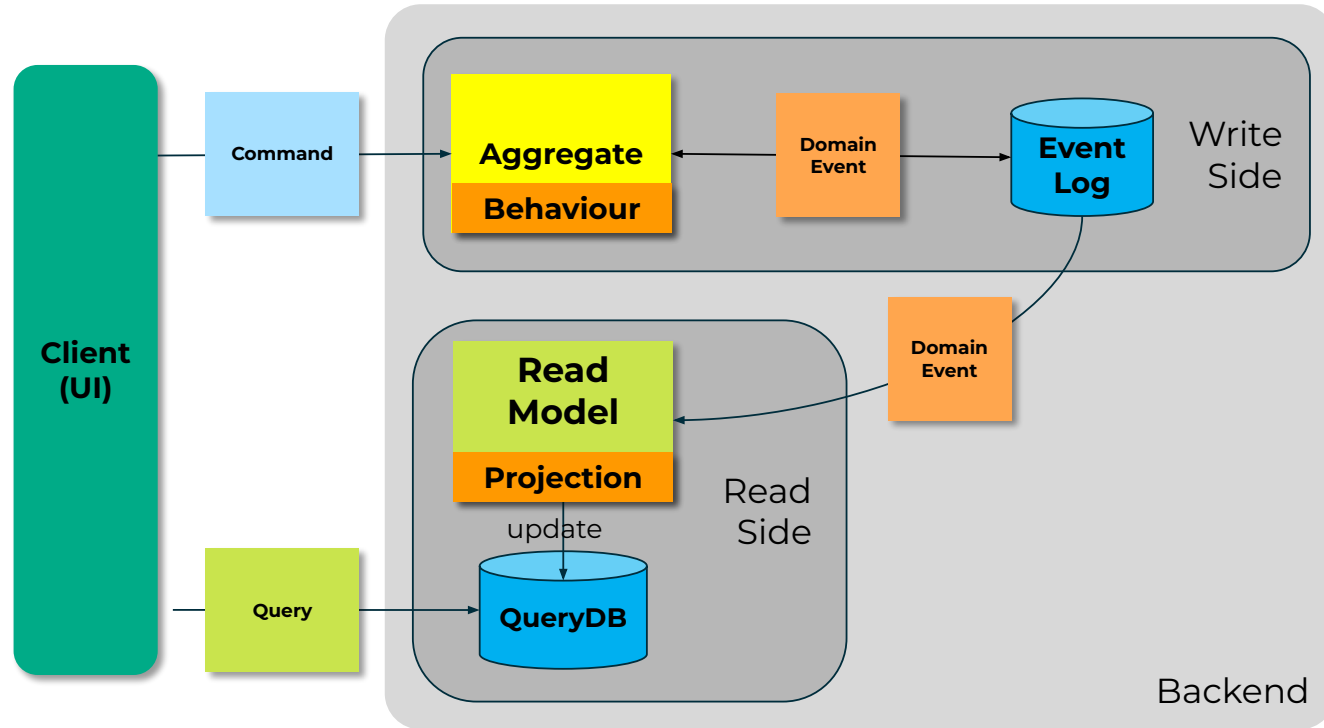 Client
(UI)
Command
Aggregate
Behaviour
Domain
Event
Event
Log
Write
Side
Domain
Event
Read
Model
Projection
update
QueryDB
Read
Side
Query
Backend